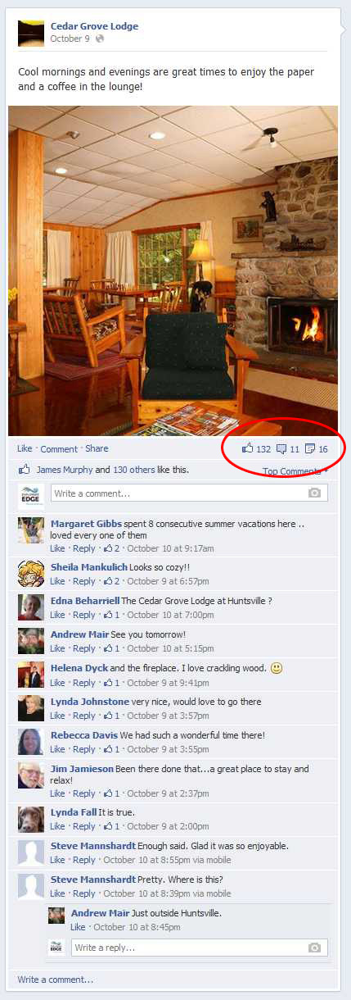 Cedar Grove Lodge
October 9
Cool mornings and evenings are great times to enjoy the paper
and a coffee in the lounge!
Like · Comment · Share 132 11 16
James Murphy and 130 others like this.
Top Comments
EDGE
Write a comment...
Margaret Gibbs spent 8 consecutive summer vacations here ..
loved every one of them
Like · Reply · 2 · October 10 at 9:17am
Sheila Mankulich Looks so cozy!!
Like · Reply · 2 · October 9 at 6:57pm
Edna Beharriell The Cedar Grove Lodge at Huntsville ?
Like · Reply · 1 · October 10 at 7:00pm
Andrew Mair See you tomorrow!
Like · Reply · 1 · October 10 at 5:15pm
Helena Dyck and the fireplace. I love crackling wood.
Like · Reply · 1 · October 9 at 9:41pm
Lynda Johnstone very nice, would love to go there
Like · Reply · 1 · October 9 at 3:57pm
Rebecca Davis We had such a wonderful time there!
Like · Reply · 1 · October 9 at 3:55pm
Jim Jamieson Been there done that...a great place to stay and
relax!
Like · Reply · 1 · October 9 at 2:37pm
Lynda Fall It is true.
Like · Reply · 1 · October 9 at 2:00pm
Steve Mannshardt Enough said. Glad it was so enjoyable.
Like · Reply · October 10 at 8:55pm via mobile
Steve Mannshardt Pretty. Where is this?
Like · Reply · October 10 at 8:39pm via mobile
Andrew Mair Just outside Huntsville.
Like · October 10 at 8:45pm
EDGE
Write a reply...
Write a comment...